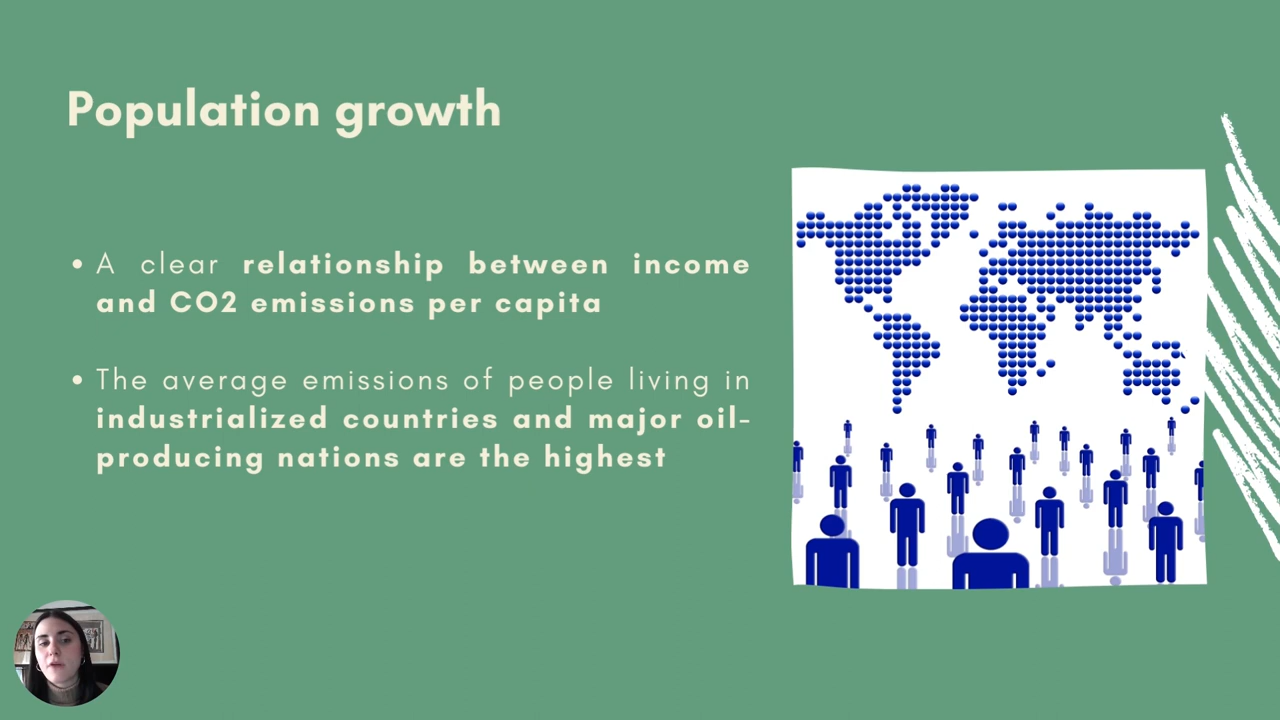 Population growth
• A clear relationship between income
and CO2 emissions per capita
• The average emissions of people living in
industrialized countries and major oil-
producing nations are the highest